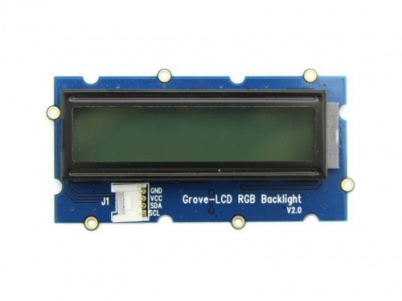 GND
VCC
J1 SDA
SCL
Grove-LCD RGB Backlight
V2.0